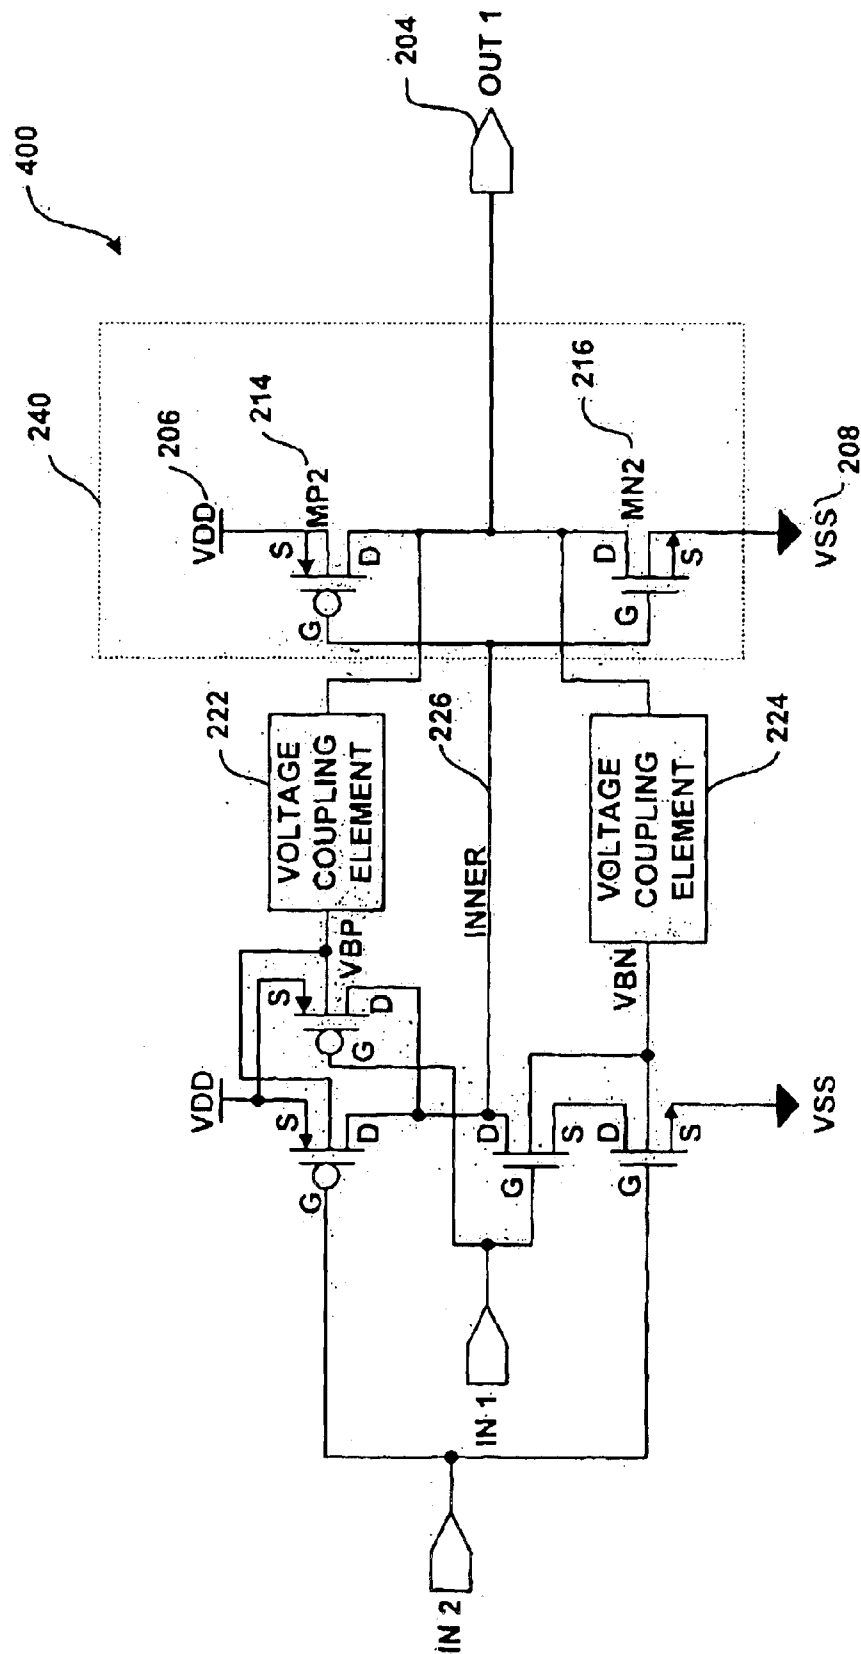 400
240
VDD
206
214
MP2
S
G
D
204
OUT 1
222
VOLTAGE
COUPLING
ELEMENT
VBP
VDD
S
G
D
S
G
D
INNER
226
216
MN2
D
G
S
VSS
208
224
VOLTAGE
COUPLING
ELEMENT
VBN
D
G
S
D
G
S
VSS
IN 1
IN 2